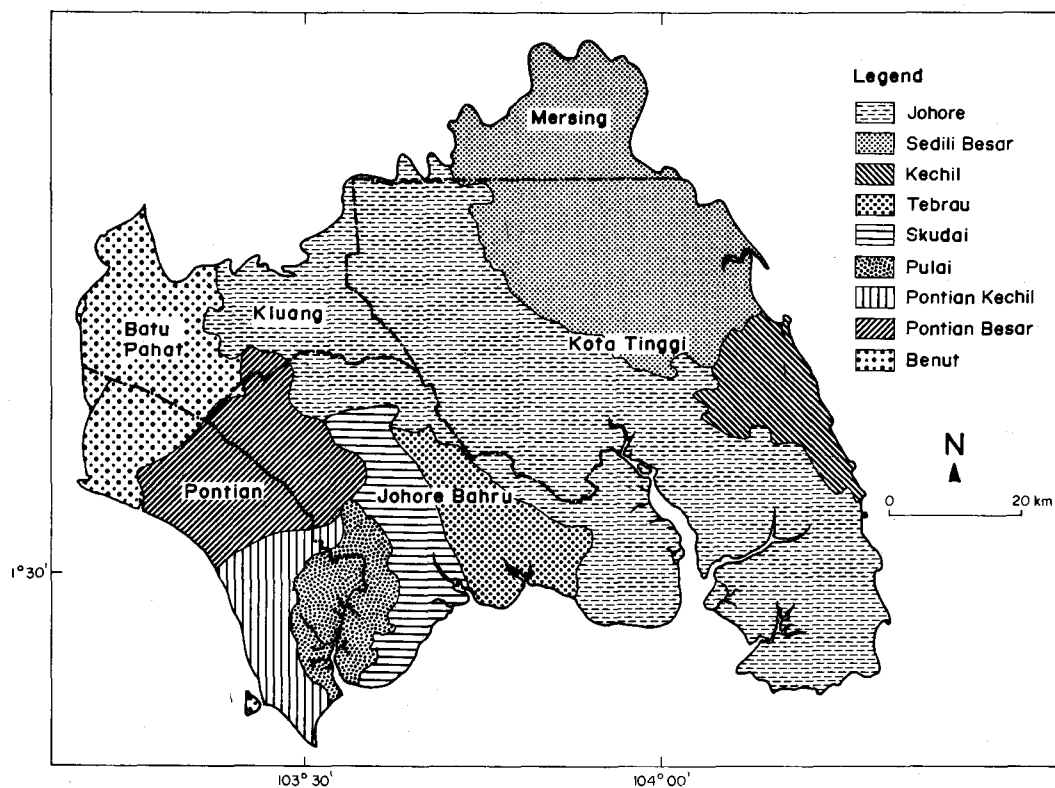 Mersing
Legend
Johore
Sedili Besar
Kechil
Tebrau
Skudai
Pulai
Pontian Kechil
Pontian Besar
Benut
Kluang
Batu
Pahat
Kota Tinggi
Pontian
Johore Bahru
N
0 20 km
1° 30'
103° 30' 104° 00'